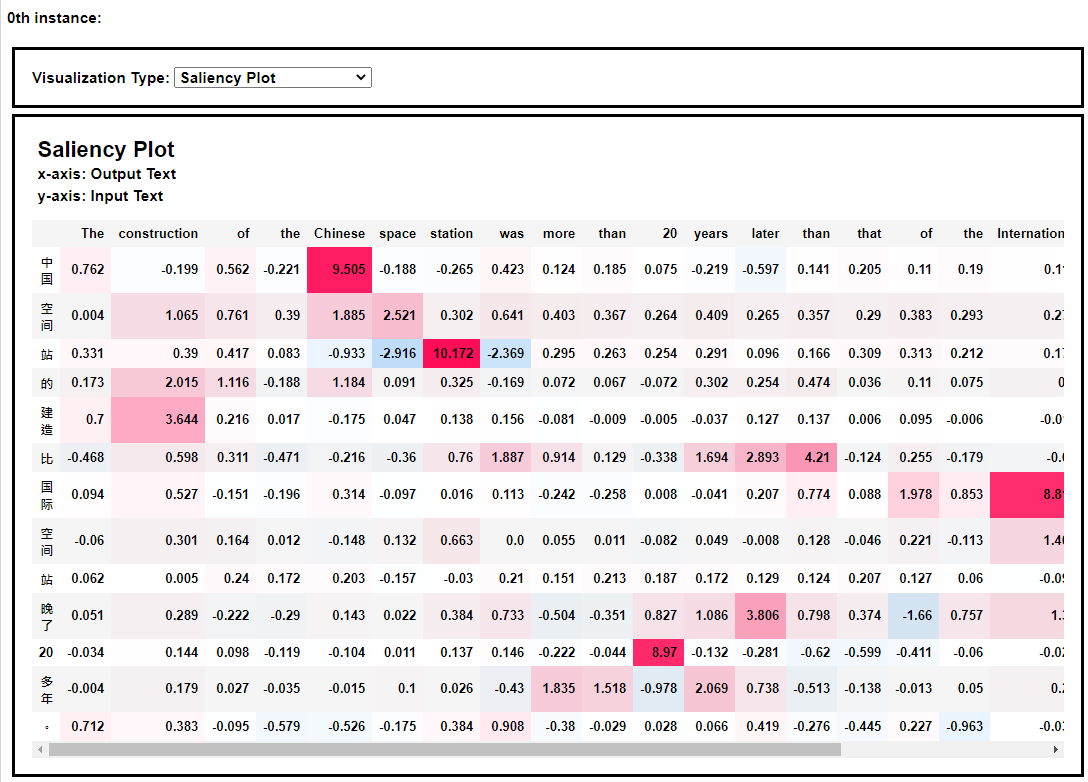 0th instance:
Visualization Type: Saliency Plot
Saliency Plot
x-axis: Output Text
y-axis: Input Text
The construction of the Chinese space station was more than 20 years later than that of the Internation
中国 0.762 -0.199 0.562 -0.221 9.505 -0.188 -0.265 0.423 0.124 0.185 0.075 -0.219 -0.597 0.141 0.205 0.11 0.19
空间 0.004 1.065 0.761 0.39 1.885 2.521 0.302 0.641 0.403 0.367 0.264 0.409 0.265 0.357 0.29 0.383 0.293
站 0.331 0.39 0.417 0.083 -0.933 -2.916 10.172 -2.369 0.295 0.263 0.254 0.291 0.096 0.166 0.309 0.313 0.212
的 0.173 2.015 1.116 -0.188 1.184 0.091 0.325 -0.169 0.072 0.067 -0.072 0.302 0.254 0.474 0.036 0.11 0.075
建造 0.7 3.644 0.216 0.017 -0.175 0.047 0.138 0.156 -0.081 -0.009 -0.005 -0.037 0.127 0.137 0.006 0.095 -0.006
比 -0.468 0.598 0.311 -0.471 -0.216 -0.36 0.76 1.887 0.914 0.129 -0.338 1.694 2.893 4.21 -0.124 0.255 -0.179
国际 0.094 0.527 -0.151 -0.196 0.314 -0.097 0.016 0.113 -0.242 -0.258 0.008 -0.041 0.207 0.774 0.088 1.978 0.853
空间 -0.06 0.301 0.164 0.012 -0.148 0.132 0.663 0.0 0.055 0.011 -0.082 0.049 -0.008 0.128 -0.046 0.221 -0.113
站 0.062 0.005 0.24 0.172 0.203 -0.157 -0.03 0.21 0.151 0.213 0.187 0.172 0.129 0.124 0.207 0.127 0.06
晚了 0.051 0.289 -0.222 -0.29 0.143 0.022 0.384 0.733 -0.504 -0.351 0.827 1.086 3.806 0.798 0.374 -1.66 0.757
20 -0.034 0.144 0.098 -0.119 -0.104 0.011 0.137 0.146 -0.222 -0.044 8.97 -0.132 -0.281 -0.62 -0.599 -0.411 -0.06
多年 -0.004 0.179 0.027 -0.035 -0.015 0.1 0.026 -0.43 1.835 1.518 -0.978 2.069 0.738 -0.513 -0.138 -0.013 0.05
。 0.712 0.383 -0.095 -0.579 -0.526 -0.175 0.384 0.908 -0.38 -0.029 0.028 0.066 0.419 -0.276 -0.445 0.227 -0.963